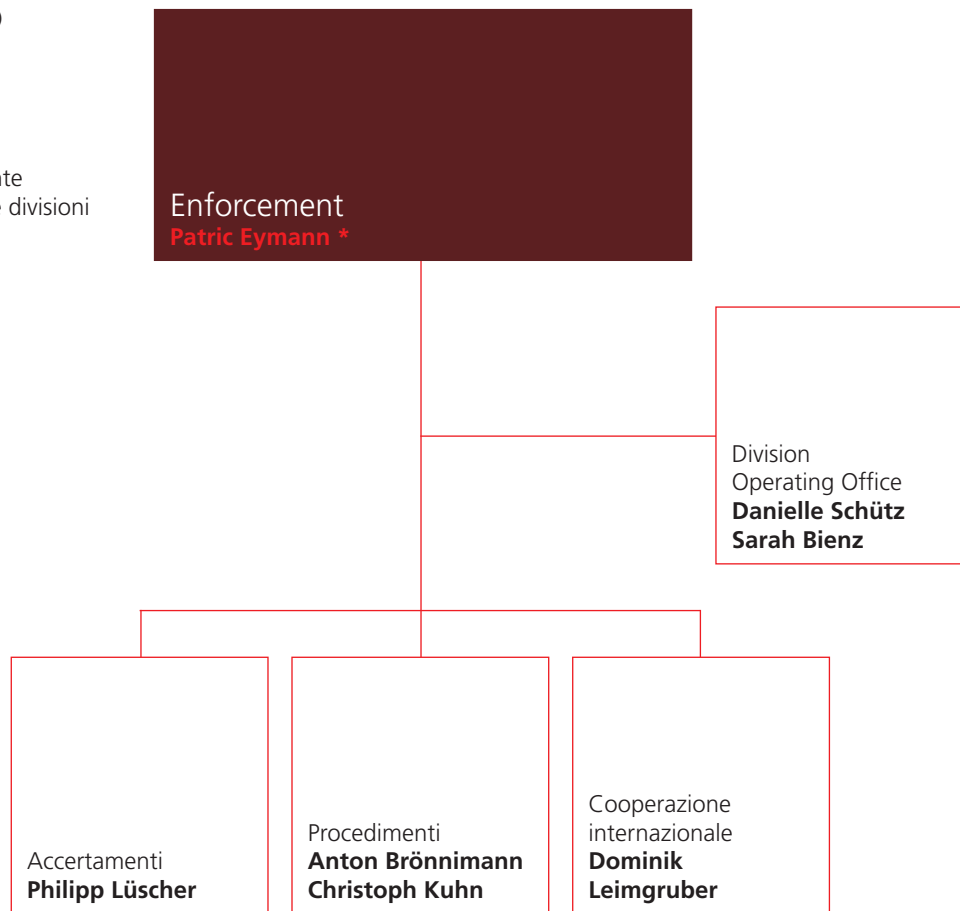 divisioni
Enforcement
Patric Eymann *
Division
Operating Office
Danielle Schütz
Sarah Bienz
Accertamenti
Philipp Lüscher
Procedimenti
Anton Brönnimann
Christoph Kuhn
Cooperazione
internazionale
Dominik
Leimgruber